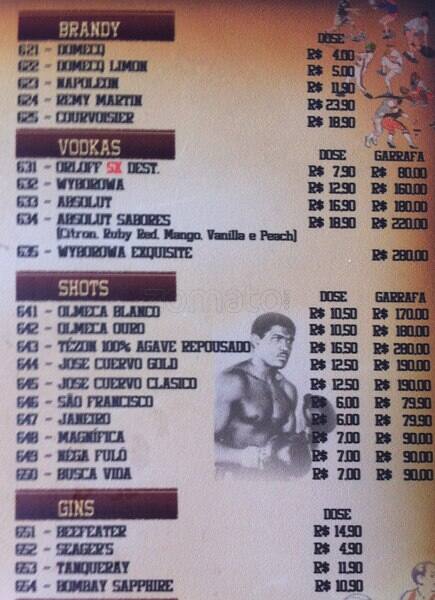 BRANDY
DOSE
621 - DOMECQ R$ 4,00
622 - DOMECQ LIMON R$ 5,00
623 - NAPOLEON R$ 11,90
624 - REMY MARTIN R$ 23,90
625 - COURVOISIER R$ 18,90
VODKAS
DOSE GARRAFA
631 - ORLOFF 5X DEST. R$ 7,90 R$ 80,00
632 - WYBOROWA R$ 12,90 R$ 160,00
633 - ABSOLUT R$ 16,90 R$ 180,00
634 - ABSOLUT SABORES R$ 18,90 R$ 220,00
(Citron, Ruby Red, Mango, Vanilla e Peach)
635 - WYBOROWA EXQUISITE R$ 280,00
zomato
SHOTS
DOSE GARRAFA
641 - OLMECA BLANCO R$ 10,50 R$ 170,00
642 - OLMECA OURO R$ 10,50 R$ 180,00
643 - TÉZON 100% AGAVE REPOUSADO R$ 16,50 R$ 280,00
644 - JOSE CUERVO GOLD R$ 12,50 R$ 190,00
645 - JOSE CUERVO CLASICO R$ 12,50 R$ 190,00
646 - SÃO FRANCISCO R$ 6,00 R$ 79,90
647 - JANEIRO R$ 6,00 R$ 79,90
648 - MAGNÍFICA R$ 7,00 R$ 90,00
649 - NÊGA FULÔ R$ 7,00 R$ 90,00
650 - BUSCA VIDA R$ 7,00 R$ 90,00
GINS
DOSE
651 - BEEFEATER R$ 14,90
652 - SEAGER'S R$ 4,90
653 - TANQUERAY R$ 11,90
654 - BOMBAY SAPPHIRE R$ 10,90